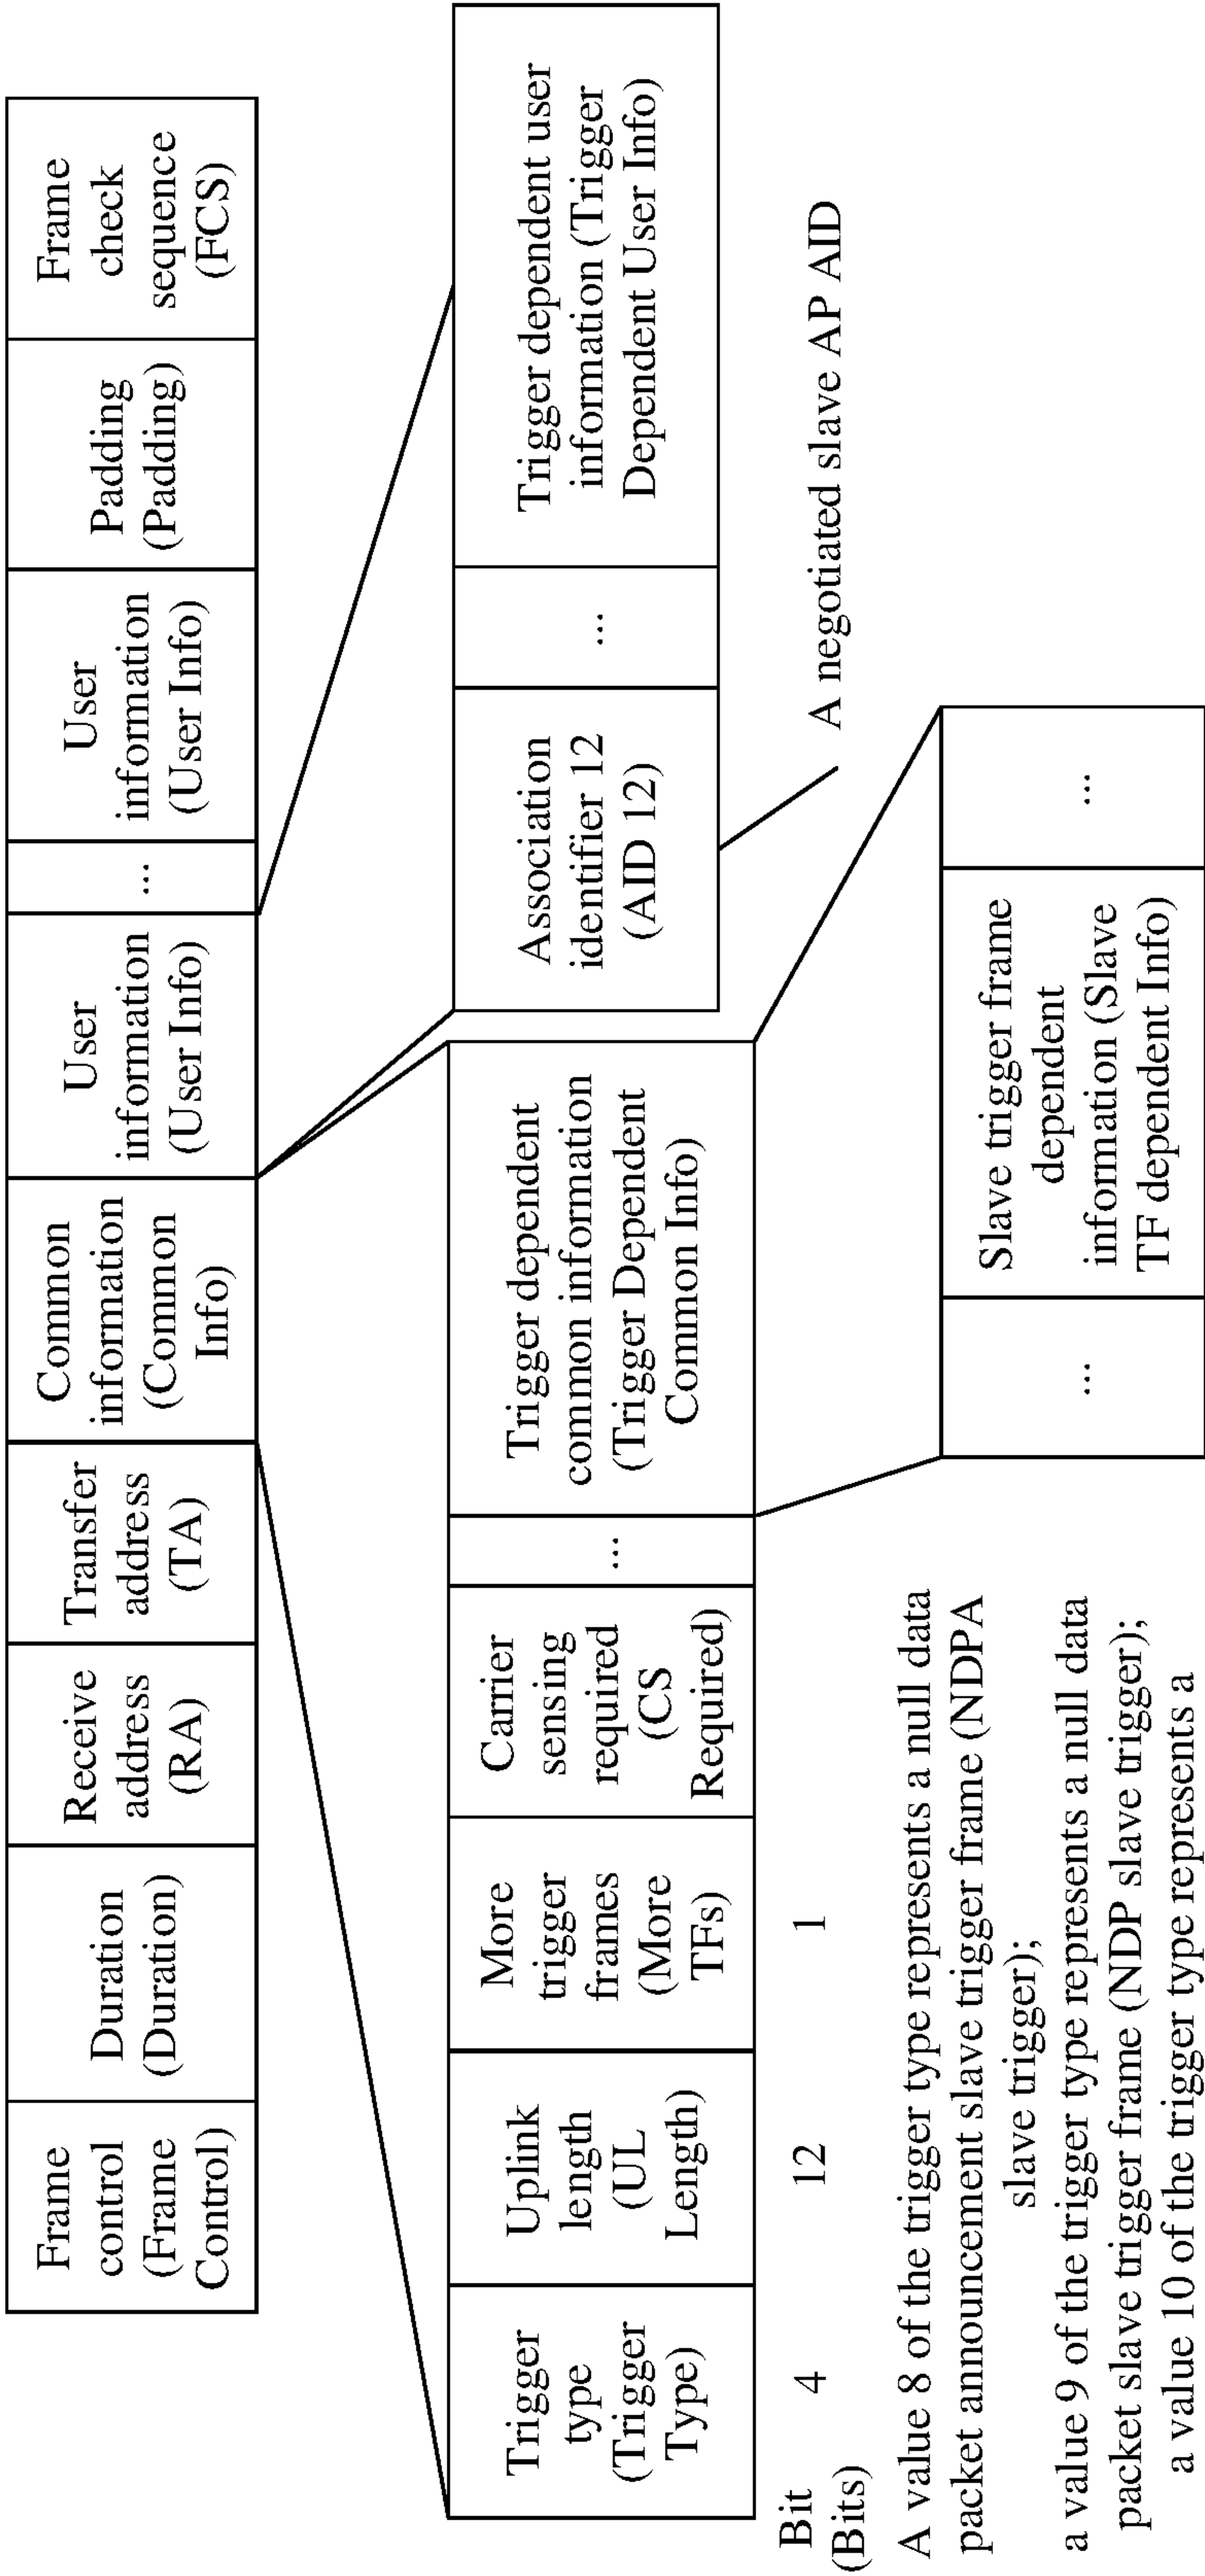 Frame
control
(Frame
Control)
Duration
(Duration)
Receive
address
(RA)
Transfer
address
(TA)
Common
information
(Common
Info)
User
information
(User Info)
...
User
information
(User Info)
Padding
(Padding)
Frame
check
sequence
(FCS)
Trigger
type
(Trigger
Type)
Uplink
length
(UL
Length)
More
trigger
frames
(More
TFs)
Carrier
sensing
required
(CS
Required)
...
Trigger dependent
common information
(Trigger Dependent
Common Info)
Association
identifier 12
(AID 12)
...
Trigger dependent user
information (Trigger
Dependent User Info)
Bit
(Bits)
4
12
1
A negotiated slave AP AID
A value 8 of the trigger type represents a null data
packet announcement slave trigger frame (NDPA
slave trigger);
a value 9 of the trigger type represents a null data
packet slave trigger frame (NDP slave trigger);
a value 10 of the trigger type represents a
...
Slave trigger frame
dependent
information (Slave
TF dependent Info)
...